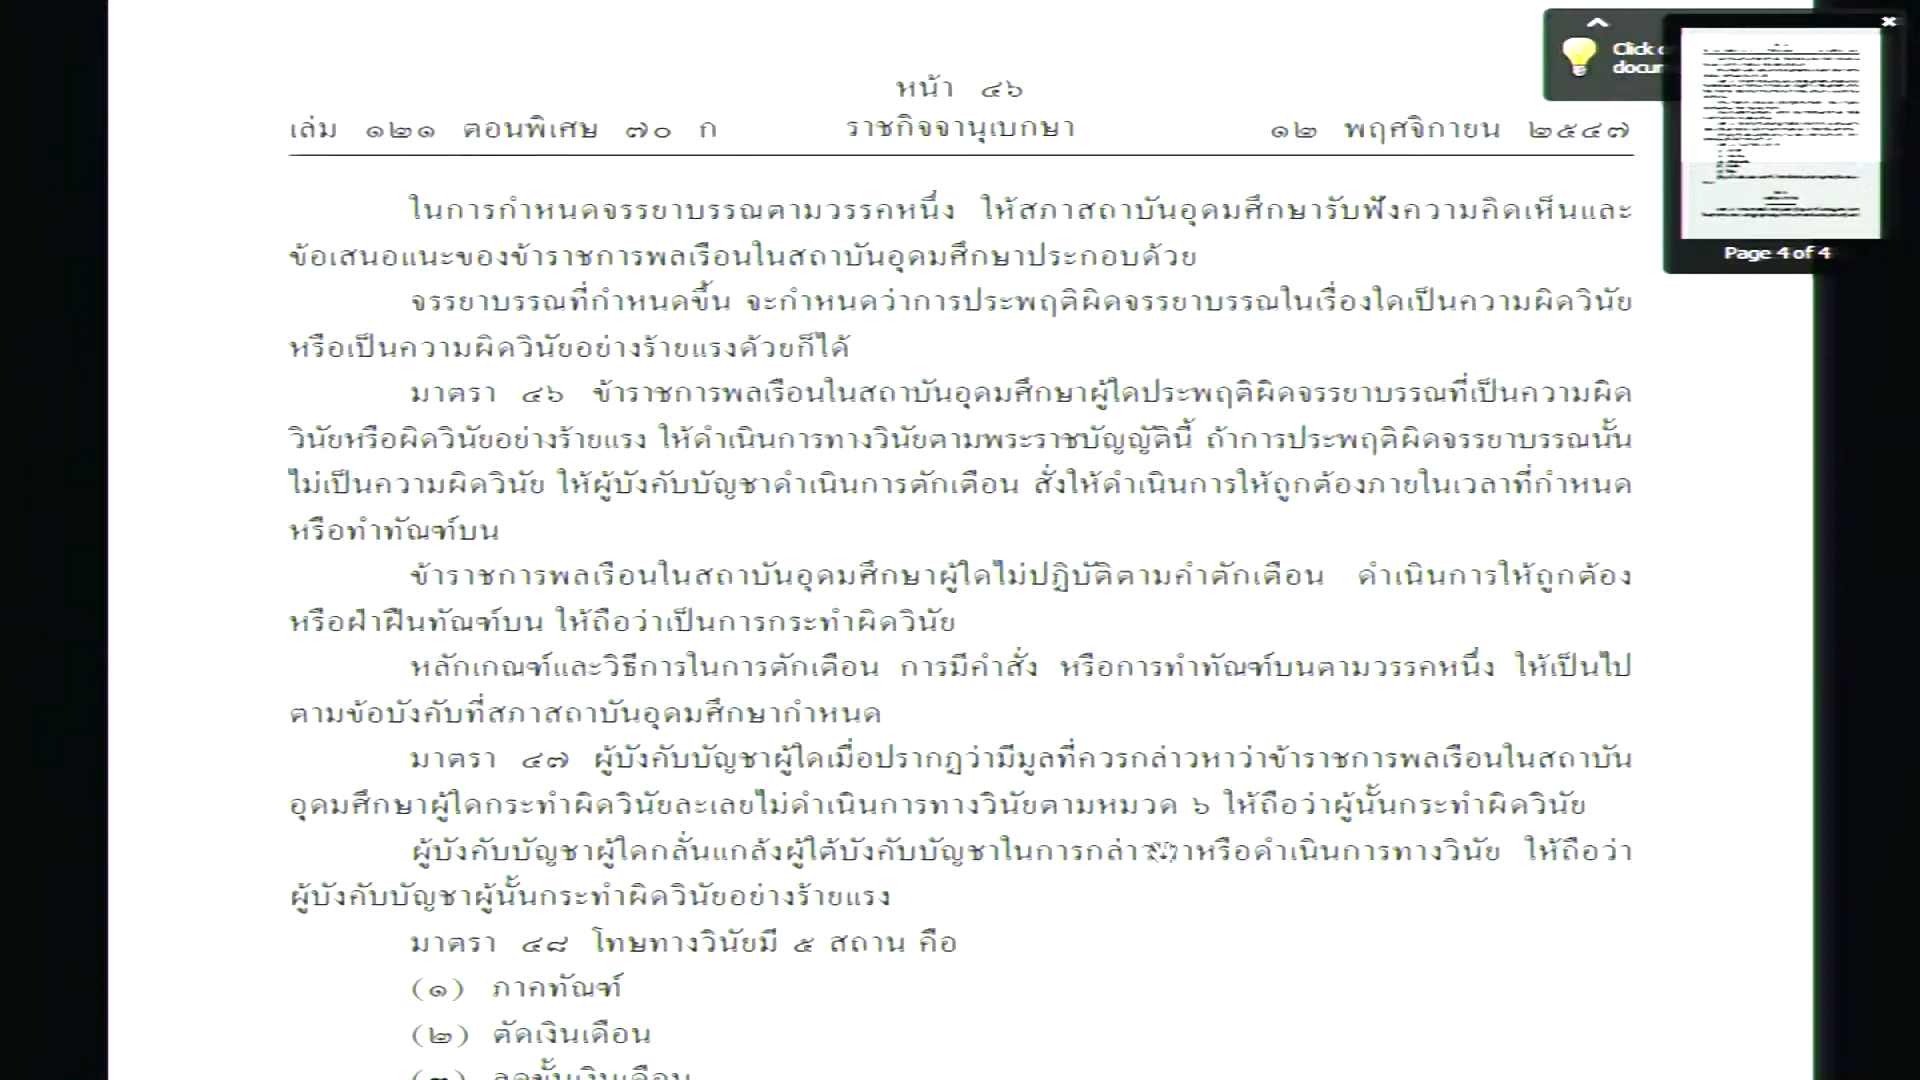 หน้า ๔๖
เล่ม ๑๒๑ ตอนพิเศษ ๗๐ ก ราชกิจจานุเบกษา ๑๒ พฤศจิกายน ๒๕๔๗
ในการกำหนดจรรยาบรรณตามวรรคหนึ่ง ให้สภาสถาบันอุดมศึกษารับฟังความคิดเห็นและ
ข้อเสนอแนะของข้าราชการพลเรือนในสถาบันอุดมศึกษาประกอบด้วย
จรรยาบรรณที่กำหนดขึ้น จะกำหนดว่าการประพฤติผิดจรรยาบรรณในเรื่องใดเป็นความผิดวินัย
หรือเป็นความผิดวินัยอย่างร้ายแรงด้วยก็ได้
มาตรา ๔๖ ข้าราชการพลเรือนในสถาบันอุดมศึกษาผู้ใดประพฤติผิดจรรยาบรรณที่เป็นความผิด
วินัยหรือผิดวินัยอย่างร้ายแรง ให้ดำเนินการทางวินัยตามพระราชบัญญัตินี้ ถ้าการประพฤติผิดจรรยาบรรณนั้น
ไม่เป็นความผิดวินัย ให้ผู้บังคับบัญชาดำเนินการตักเตือน สั่งให้ดำเนินการให้ถูกต้องภายในเวลาที่กำหนด
หรือทำทัณฑ์บน
ข้าราชการพลเรือนในสถาบันอุดมศึกษาผู้ใดไม่ปฏิบัติตามคำตักเตือน ดำเนินการให้ถูกต้อง
หรือฝ่าฝืนทัณฑ์บน ให้ถือว่าเป็นการกระทำผิดวินัย
หลักเกณฑ์และวิธีการในการตักเตือน การมีคำสั่ง หรือการทำทัณฑ์บนตามวรรคหนึ่ง ให้เป็นไป
ตามข้อบังคับที่สภาสถาบันอุดมศึกษากำหนด
มาตรา ๔๗ ผู้บังคับบัญชาผู้ใดเมื่อปรากฏว่ามีมูลที่ควรกล่าวหาว่าข้าราชการพลเรือนในสถาบัน
อุดมศึกษาผู้ใดกระทำผิดวินัยละเลยไม่ดำเนินการทางวินัยตามหมวด ๖ ให้ถือว่าผู้นั้นกระทำผิดวินัย
ผู้บังคับบัญชาผู้ใดกลั่นแกล้งผู้ใต้บังคับบัญชาในการกล่าวหาหรือดำเนินการทางวินัย ให้ถือว่า
ผู้บังคับบัญชาผู้นั้นกระทำผิดวินัยอย่างร้ายแรง
มาตรา ๔๘ โทษทางวินัยมี ๕ สถาน คือ
(๑) ภาคทัณฑ์
(๒) ตัดเงินเดือน
(๓) ลดขั้นเงินเดือน
Click
Page 4 of 4